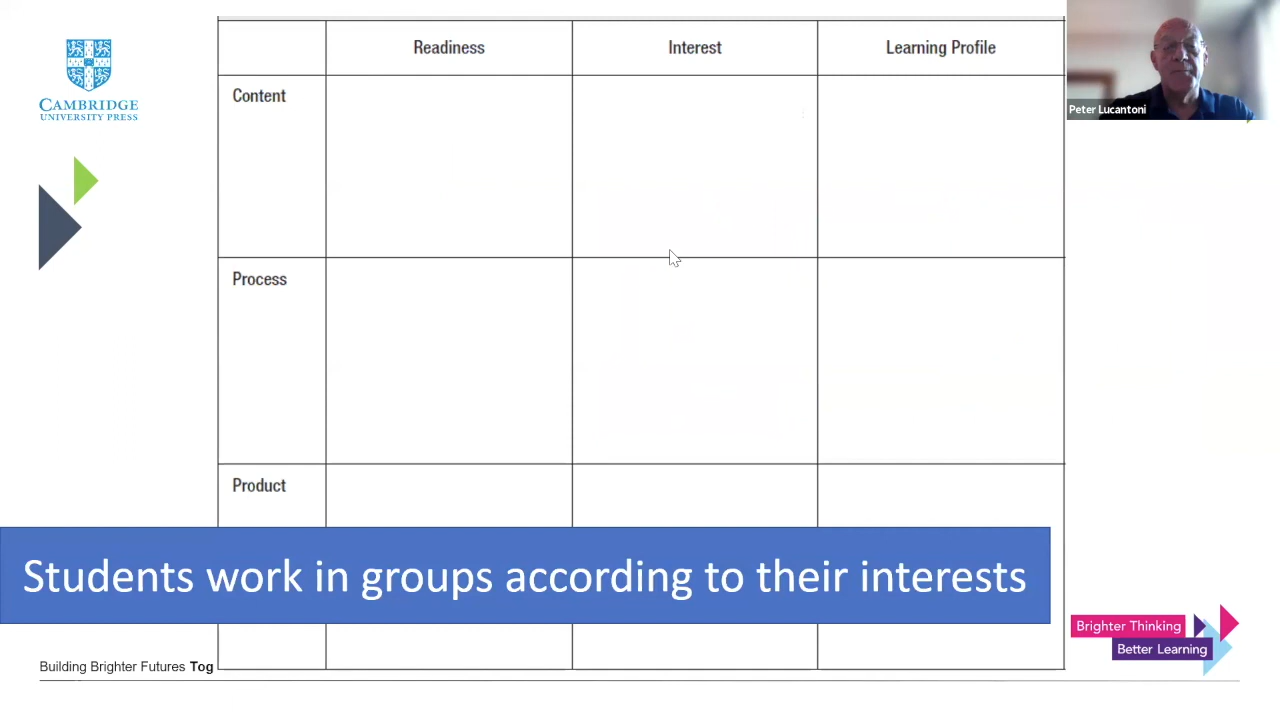 Readiness Interest Learning Profile
Peter Lucantoni
CAMBRIDGE
UNIVERSITY PRESS
Content
Process
Product
Students work in groups according to their interests
Brighter Thinking
Better Learning
Building Brighter Futures Tog